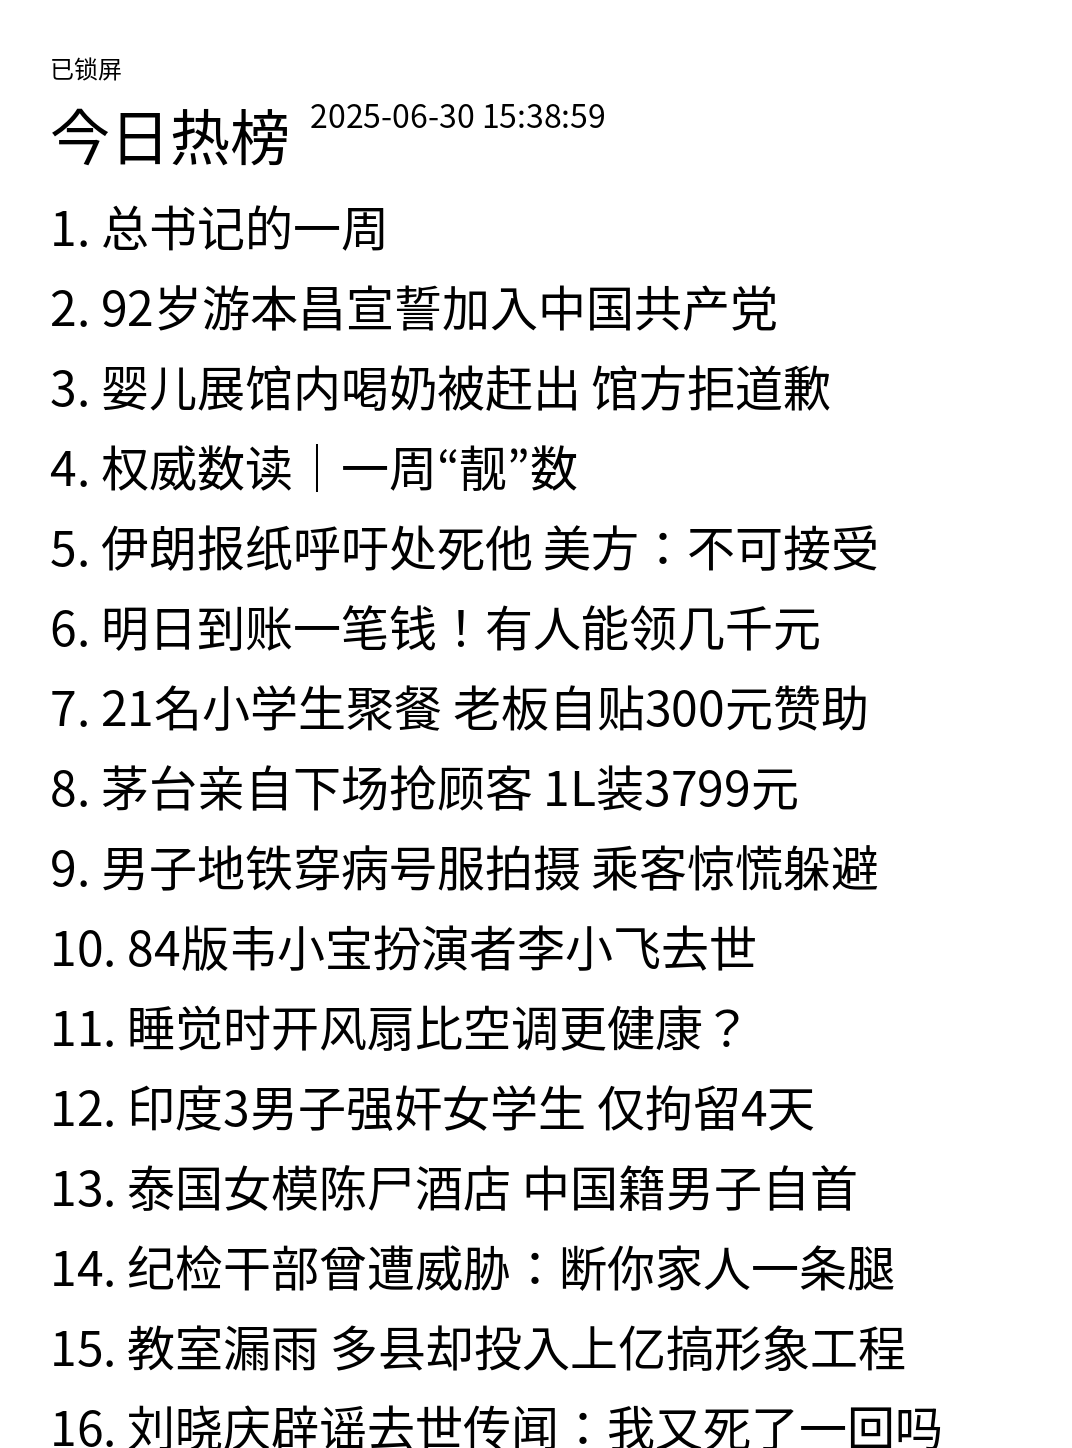 已锁屏
今日热榜 2025-06-30 15:38:59
1. 总书记的一周
2. 92岁游本昌宣誓加入中国共产党
3. 婴儿展馆内喝奶被赶出 馆方拒道歉
4. 权威数读｜一周“靓”数
5. 伊朗报纸呼吁处死他 美方：不可接受
6. 明日到账一笔钱！有人能领几千元
7. 21名小学生聚餐 老板自贴300元赞助
8. 茅台亲自下场抢顾客 1L装3799元
9. 男子地铁穿病号服拍摄 乘客惊慌躲避
10. 84版韦小宝扮演者李小飞去世
11. 睡觉时开风扇比空调更健康？
12. 印度3男子强奸女学生 仅拘留4天
13. 泰国女模陈尸酒店 中国籍男子自首
14. 纪检干部曾遭威胁：断你家人一条腿
15. 教室漏雨 多县却投入上亿搞形象工程
16. 刘晓庆辟谣去世传闻：我又死了一回吗